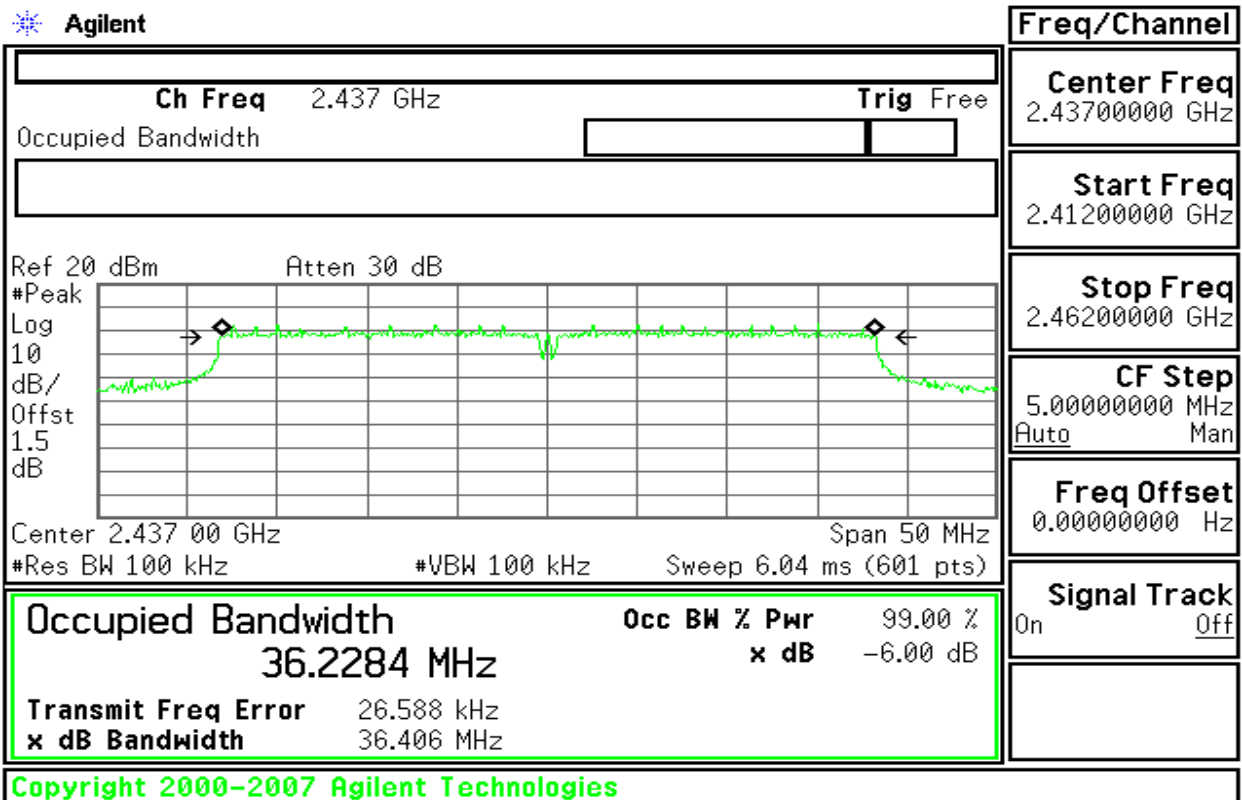 Agilent
Freq/Channel
Ch Freq 2.437 GHz Trig Free
Occupied Bandwidth
Center Freq
2.43700000 GHz
Start Freq
2.41200000 GHz
Stop Freq
2.46200000 GHz
CF Step
5.00000000 MHz
Auto Man
Freq Offset
0.00000000 Hz
Signal Track
On Off
Ref 20 dBm Atten 30 dB
#Peak
Log
10
dB/
Offst
1.5
dB
Center 2.437 00 GHz Span 50 MHz
#Res BW 100 kHz #VBW 100 kHz Sweep 6.04 ms (601 pts)
Occupied Bandwidth Occ BW % Pwr 99.00 %
36.2284 MHz x dB -6.00 dB
Transmit Freq Error 26.588 kHz
x dB Bandwidth 36.406 MHz
Copyright 2000-2007 Agilent Technologies